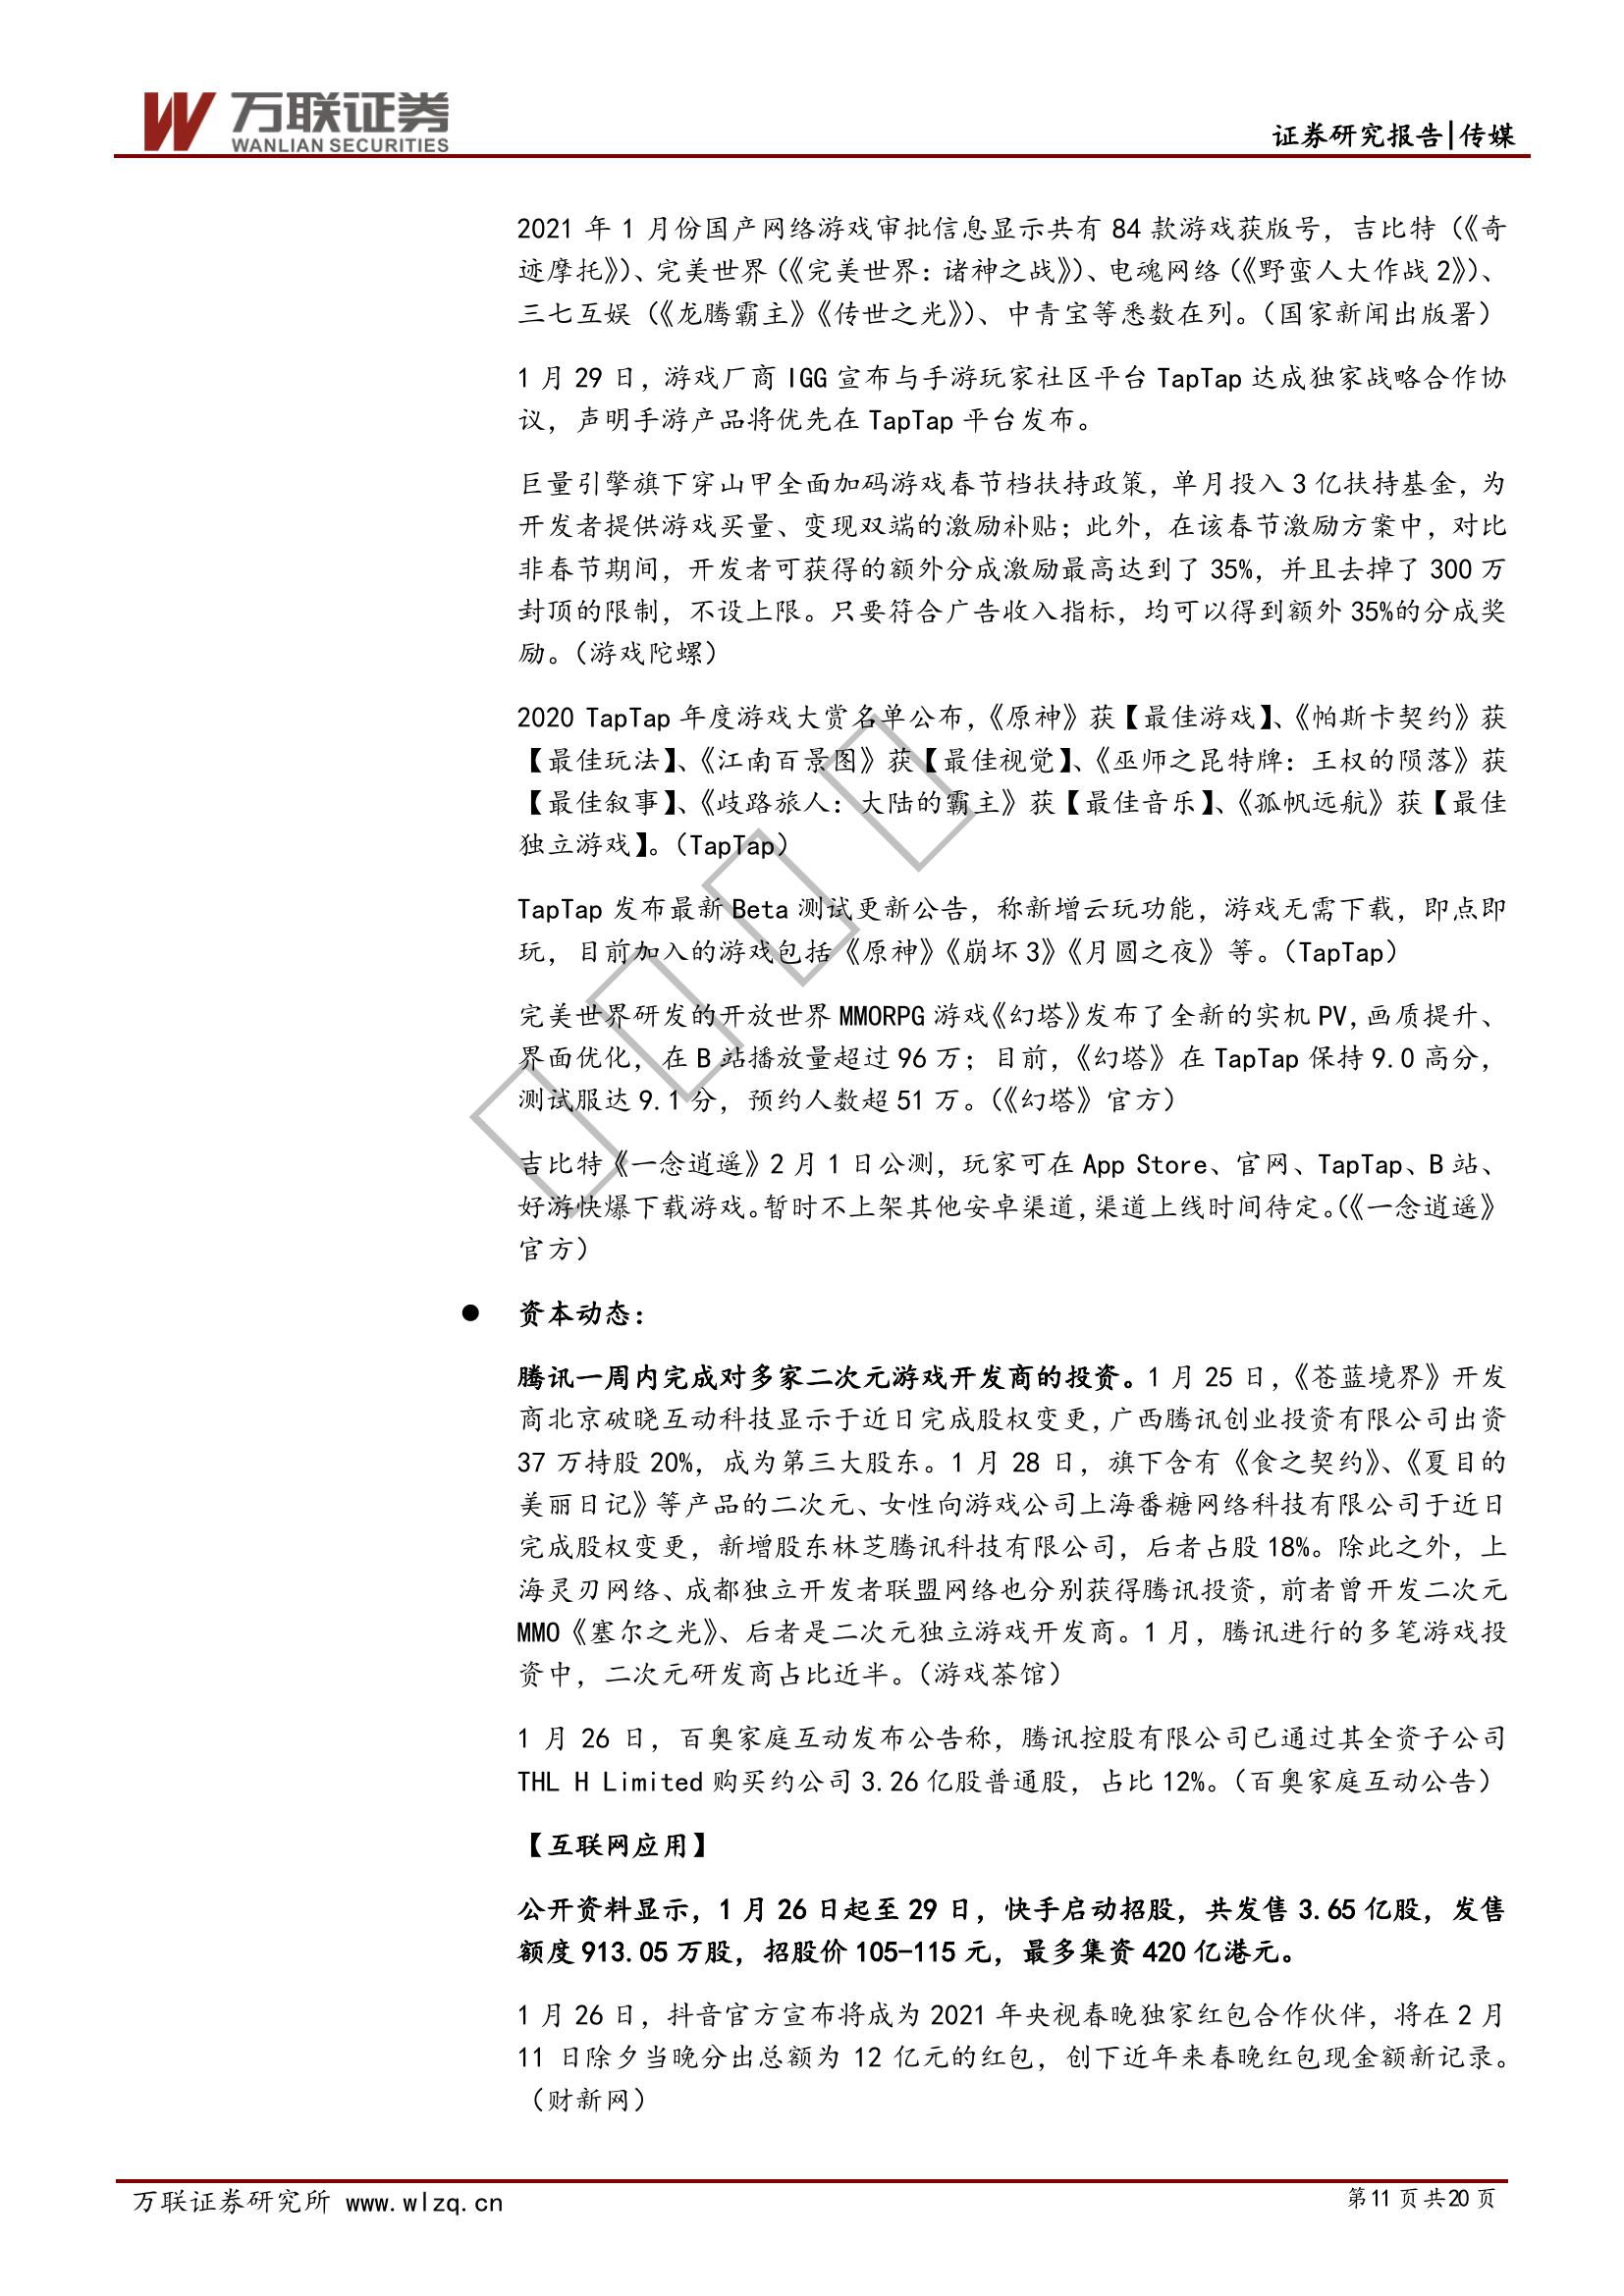 万联证券
WANLIAN SECURITIES
证券研究报告|传媒
2021 年 1 月份国产网络游戏审批信息显示共有 84 款游戏获版号，吉比特（《奇
迹摩托》）、完美世界（《完美世界：诸神之战》）、电魂网络（《野蛮人大作战 2》）、
三七互娱（《龙腾霸主》《传世之光》）、中青宝等悉数在列。（国家新闻出版署）
1 月 29 日，游戏厂商 IGG 宣布与手游玩家社区平台 TapTap 达成独家战略合作协
议，声明手游产品将优先在 TapTap 平台发布。
巨量引擎旗下穿山甲全面加码游戏春节档扶持政策，单月投入 3 亿扶持基金，为
开发者提供游戏买量、变现双端的激励补贴；此外，在该春节激励方案中，对比
非春节期间，开发者可获得的额外分成激励最高达到了 35%，并且去掉了 300 万
封顶的限制，不设上限。只要符合广告收入指标，均可以得到额外 35%的分成奖
励。（游戏陀螺）
2020 TapTap 年度游戏大赏名单公布，《原神》获【最佳游戏】、《帕斯卡契约》获
【最佳玩法】、《江南百景图》获【最佳视觉】、《巫师之昆特牌：王权的陨落》获
【最佳叙事】、《歧路旅人：大陆的霸主》获【最佳音乐】、《孤帆远航》获【最佳
独立游戏】。（TapTap）
TapTap 发布最新 Beta 测试更新公告，称新增云玩功能，游戏无需下载，即点即
玩，目前加入的游戏包括《原神》《崩坏 3》《月圆之夜》等。（TapTap）
完美世界研发的开放世界 MMORPG 游戏《幻塔》发布了全新的实机 PV，画质提升、
界面优化，在 B 站播放量超过 96 万；目前，《幻塔》在 TapTap 保持 9.0 高分，
测试服达 9.1 分，预约人数超 51 万。（《幻塔》官方）
吉比特《一念逍遥》2 月 1 日公测，玩家可在 App Store、官网、TapTap、B 站、
好游快爆下载游戏。暂时不上架其他安卓渠道，渠道上线时间待定。（《一念逍遥》
官方）
● 资本动态：
腾讯一周内完成对多家二次元游戏开发商的投资。1 月 25 日，《苍蓝境界》开发
商北京破晓互动科技显示于近日完成股权变更，广西腾讯创业投资有限公司出资
37 万持股 20%，成为第三大股东。1 月 28 日，旗下含有《食之契约》、《夏目的
美丽日记》等产品的二次元、女性向游戏公司上海番糖网络科技有限公司于近日
完成股权变更，新增股东林芝腾讯科技有限公司，后者占股 18%。除此之外，上
海灵刃网络、成都独立开发者联盟网络也分别获得腾讯投资，前者曾开发二次元
MMO《塞尔之光》、后者是二次元独立游戏开发商。1 月，腾讯进行的多笔游戏投
资中，二次元研发商占比近半。（游戏茶馆）
1 月 26 日，百奥家庭互动发布公告称，腾讯控股有限公司已通过其全资子公司
THL H Limited 购买约公司 3.26 亿股普通股，占比 12%。（百奥家庭互动公告）
【互联网应用】
公开资料显示，1 月 26 日起至 29 日，快手启动招股，共发售 3.65 亿股，发售
额度 913.05 万股，招股价 105-115 元，最多集资 420 亿港元。
1 月 26 日，抖音官方宣布将成为 2021 年央视春晚独家红包合作伙伴，将在 2 月
11 日除夕当晚分出总额为 12 亿元的红包，创下近年来春晚红包现金额新记录。
（财新网）
万联证券研究所 www.wlzq.cn
第 11 页 共 20 页